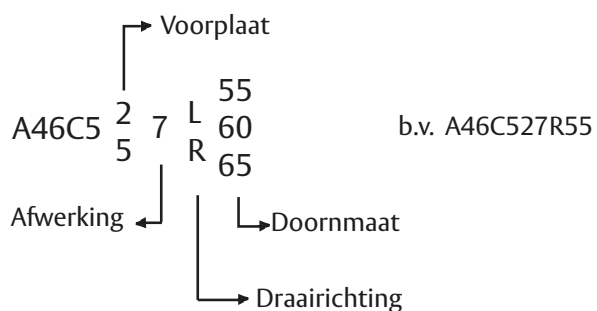 Voorplaat
55
2 L
A46C5 7 60 b.v. A46C527R55
5 R
65
Afwerking
Doornmaat
Draairichting